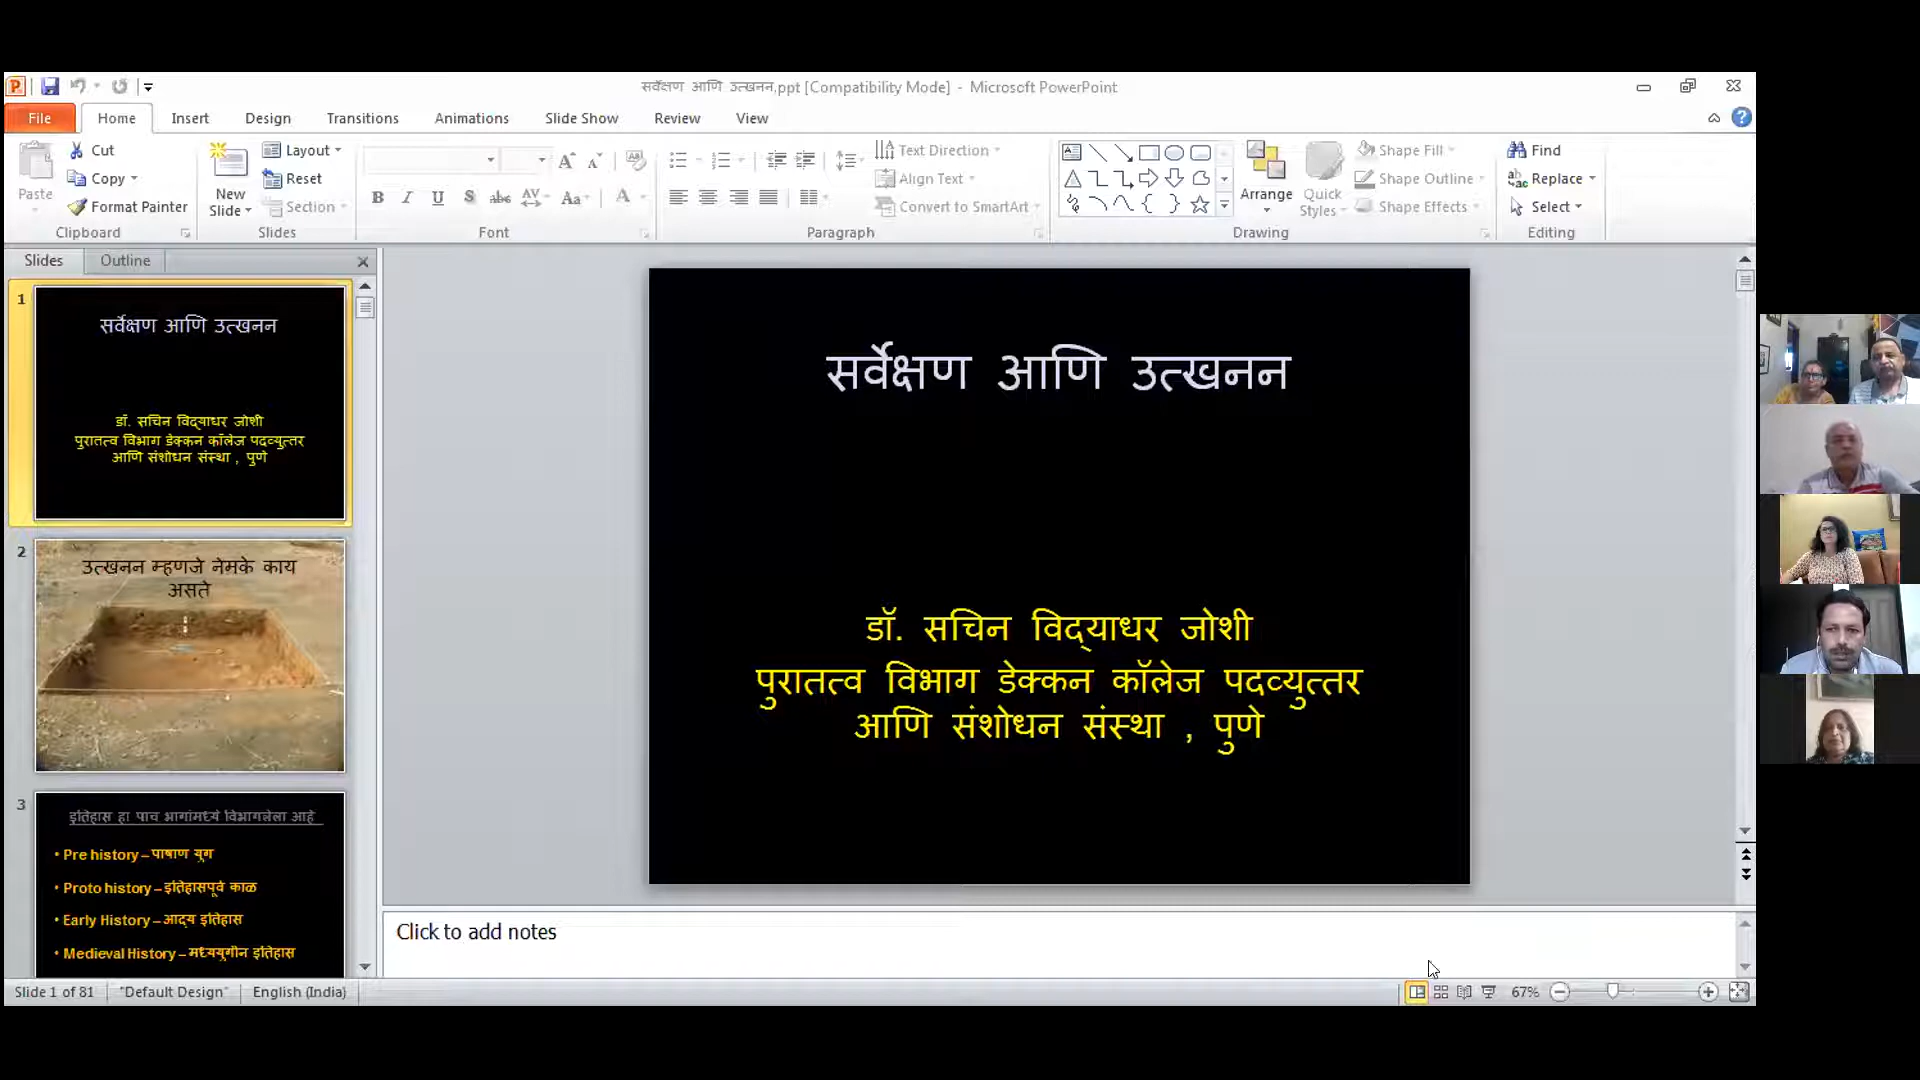 सर्वेक्षण आणि उत्खनन.ppt [Compatibility Mode] - Microsoft PowerPoint
File Home Insert Design Transitions Animations Slide Show Review View
Paste
Cut
Copy
Format Painter
Clipboard
New Slide
Layout
Reset
Section
Slides
Font
Text Direction
Align Text
Convert to SmartArt
Paragraph
Arrange
Quick Styles
Shape Fill
Shape Outline
Shape Effects
Drawing
Find
Replace
Select
Editing
Slides Outline
1
सर्वेक्षण आणि उत्खनन
डॉ. सचिन विद्याधर जोशी
पुरातत्व विभाग डेक्कन कॉलेज पदव्युत्तर
आणि संशोधन संस्था , पुणे
2
उत्खनन म्हणजे नेमके काय
असते
3
इतिहास हा पाच भागांमध्ये विभागलेला आहे
• Pre history – पाषाण युग
• Proto history – इतिहासपूर्व काळ
• Early History – आद्य इतिहास
• Medieval History – मध्ययुगीन इतिहास
सर्वेक्षण आणि उत्खनन
डॉ. सचिन विद्याधर जोशी
पुरातत्व विभाग डेक्कन कॉलेज पदव्युत्तर
आणि संशोधन संस्था , पुणे
Click to add notes
Slide 1 of 81 "Default Design" English (India) 67%